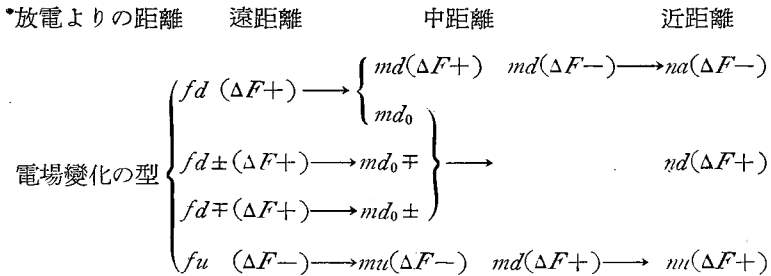 放電よりの距離 遠距離 中距離 近距離
fd (ΔF+)⟶ md(ΔF+) md(ΔF−)⟶na(ΔF−)
md₀
電場變化の型 fd±(ΔF+)⟶md₀∓ ⟶ nd(ΔF+)
fd∓(ΔF+)⟶md₀±
fu (ΔF−)⟶mu(ΔF−) md(ΔF+)⟶ nu(ΔF+)